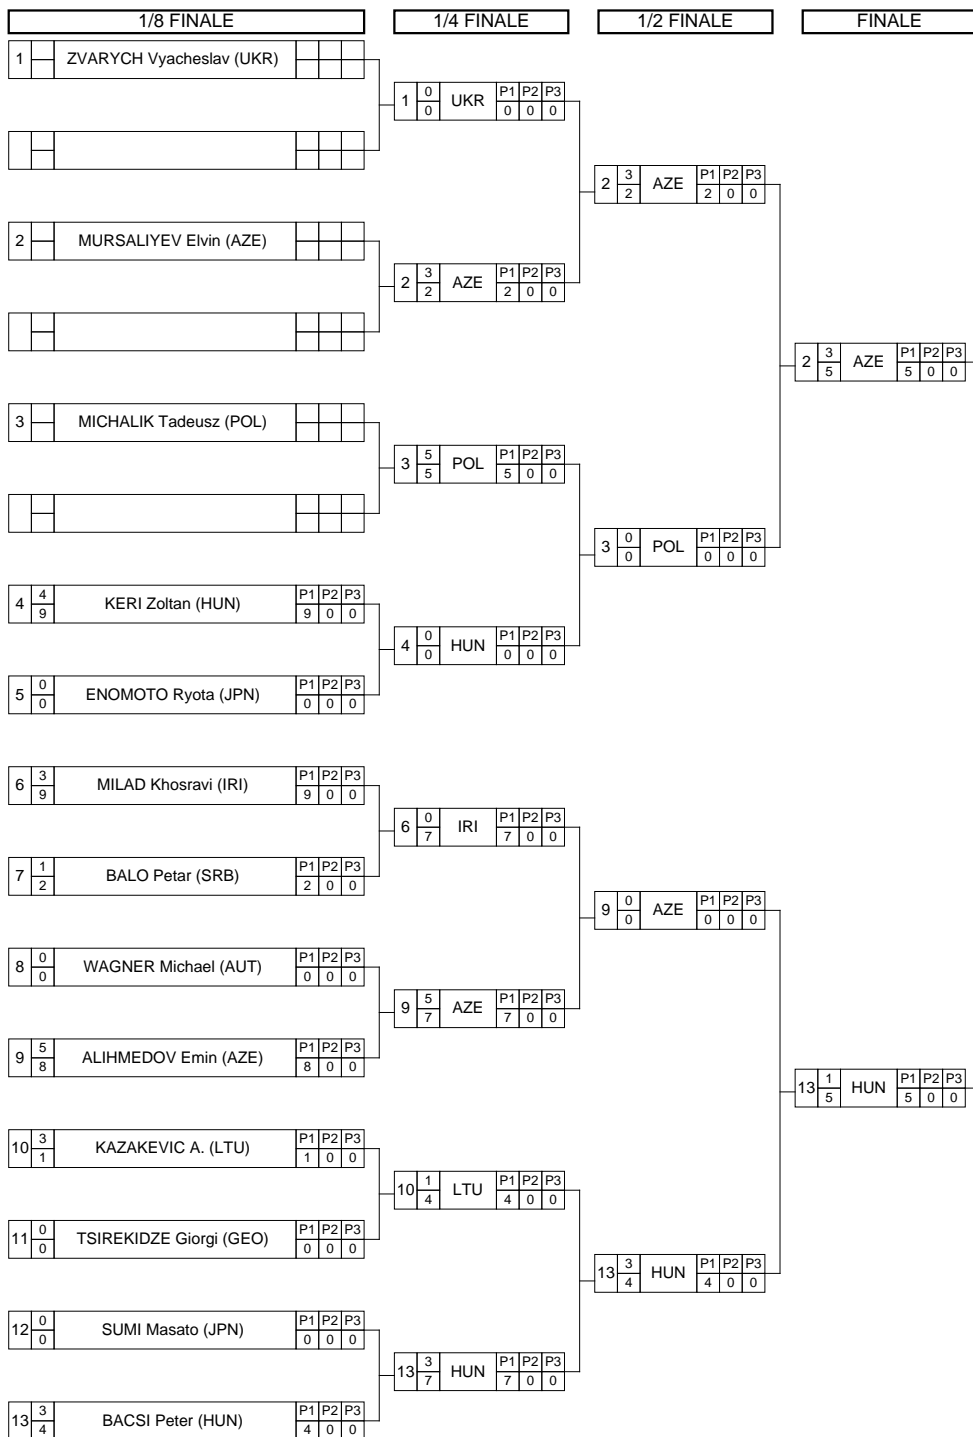 1/8 FINALE 1/4 FINALE 1/2 FINALE FINALE
1 ZVARYCH Vyacheslav (UKR)
1 0 0 UKR P1 P2 P3
0 0 0
2 3 2 AZE P1 P2 P3
2 0 0
2 MURSALIYEV Elvin (AZE)
2 3 2 AZE P1 P2 P3
2 0 0
2 3 5 AZE P1 P2 P3
5 0 0
3 MICHALIK Tadeusz (POL)
3 5 5 POL P1 P2 P3
5 0 0
3 0 0 POL P1 P2 P3
0 0 0
4 4 9 KERI Zoltan (HUN) P1 P2 P3
9 0 0
4 0 0 HUN P1 P2 P3
0 0 0
5 0 0 ENOMOTO Ryota (JPN) P1 P2 P3
0 0 0
6 3 9 MILAD Khosravi (IRI) P1 P2 P3
9 0 0
6 0 7 IRI P1 P2 P3
7 0 0
7 1 2 BALO Petar (SRB) P1 P2 P3
2 0 0
9 0 0 AZE P1 P2 P3
0 0 0
8 0 0 WAGNER Michael (AUT) P1 P2 P3
0 0 0
9 5 7 AZE P1 P2 P3
7 0 0
9 5 8 ALIHMEDOV Emin (AZE) P1 P2 P3
8 0 0
13 1 5 HUN P1 P2 P3
5 0 0
10 3 1 KAZAKEVIC A. (LTU) P1 P2 P3
1 0 0
10 1 4 LTU P1 P2 P3
4 0 0
11 0 0 TSIREKIDZE Giorgi (GEO) P1 P2 P3
0 0 0
13 3 4 HUN P1 P2 P3
4 0 0
12 0 0 SUMI Masato (JPN) P1 P2 P3
0 0 0
13 3 7 HUN P1 P2 P3
7 0 0
13 3 4 BACSI Peter (HUN) P1 P2 P3
4 0 0